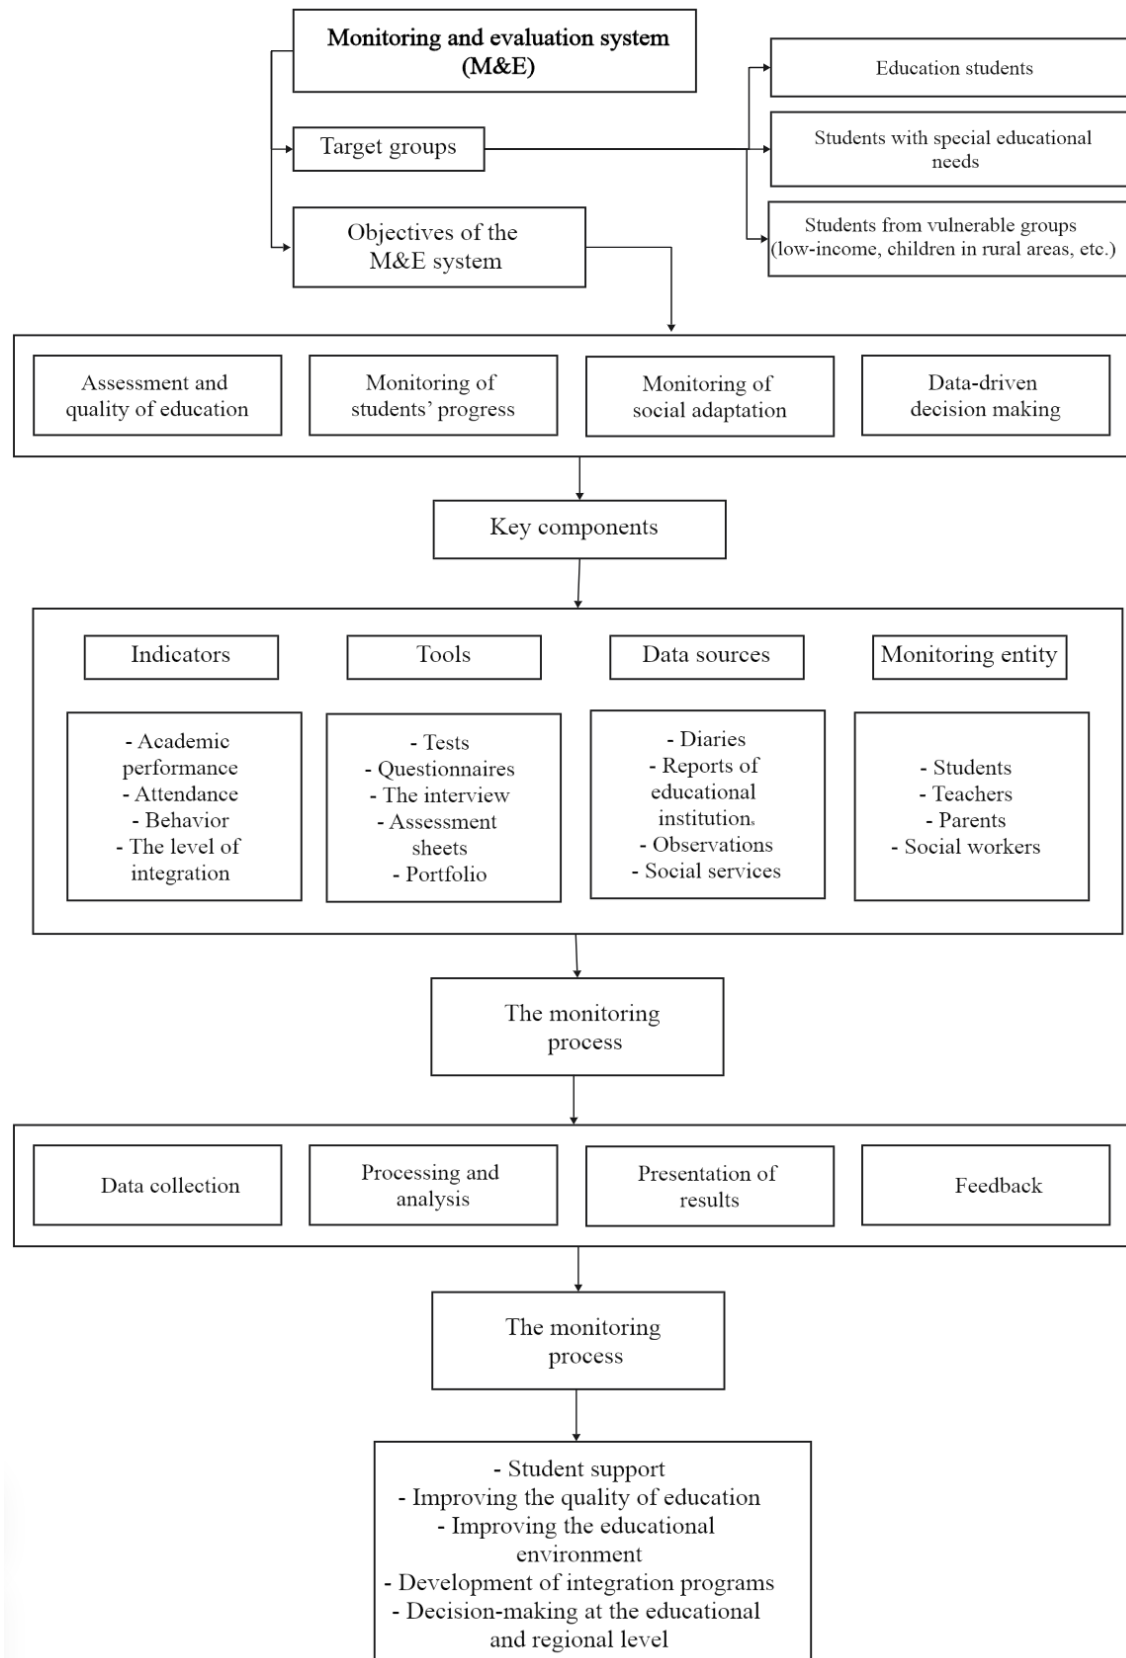 Monitoring and evaluation system
(M&E)
Education students
Target groups
Students with special educational
needs
Objectives of the
M&E system
Students from vulnerable groups
(low-income, children in rural areas, etc.)
Assessment and
quality of education
Monitoring of
students’ progress
Monitoring of
social adaptation
Data-driven
decision making
Key components
Indicators
Tools
Data sources
Monitoring entity
- Academic
performance
- Attendance
- Behavior
- The level of
integration
- Tests
- Questionnaires
- The interview
- Assessment
sheets
- Portfolio
- Diaries
- Reports of
educational
institutions
- Observations
- Social services
- Students
- Teachers
- Parents
- Social workers
The monitoring
process
Data collection
Processing and
analysis
Presentation of
results
Feedback
The monitoring
process
- Student support
- Improving the quality of education
- Improving the educational
environment
- Development of integration programs
- Decision-making at the educational
and regional level